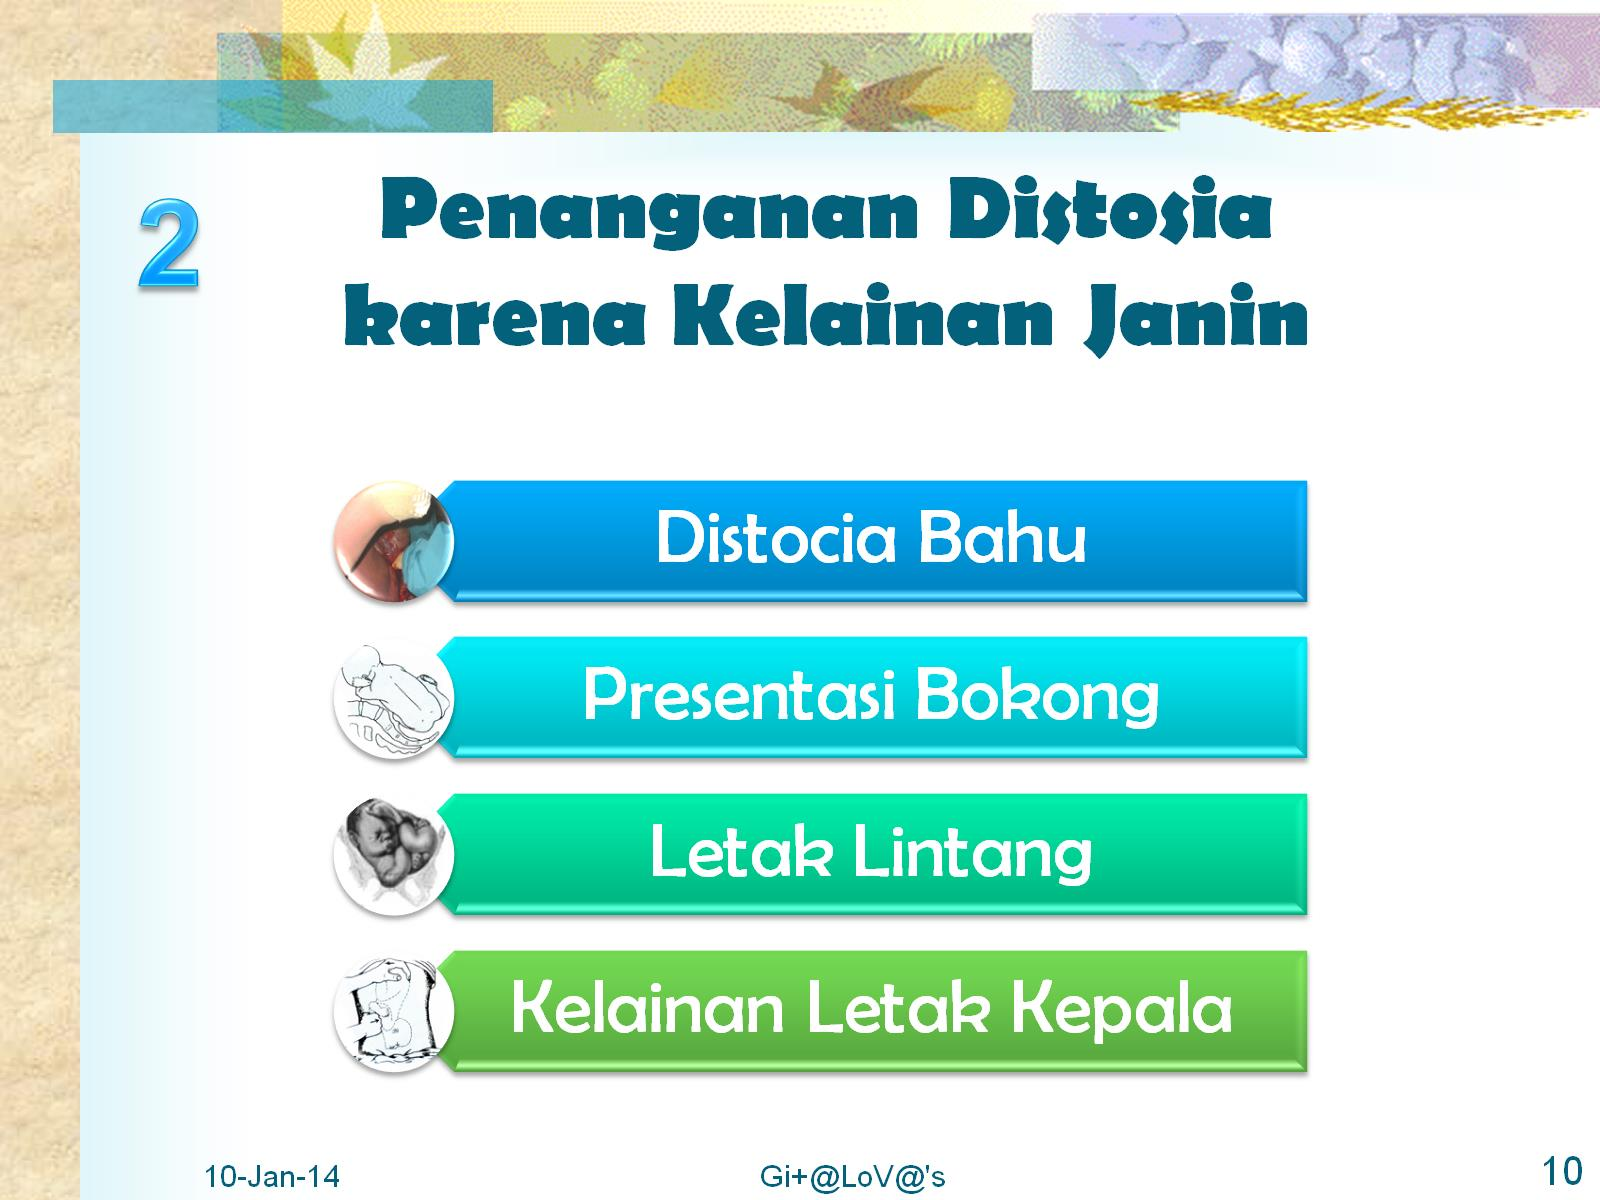 2
Penanganan Distosia
karena Kelainan Janin
Distocia Bahu
Presentasi Bokong
Letak Lintang
Kelainan Letak Kepala
10-Jan-14
Gi+@LoV@'s
10